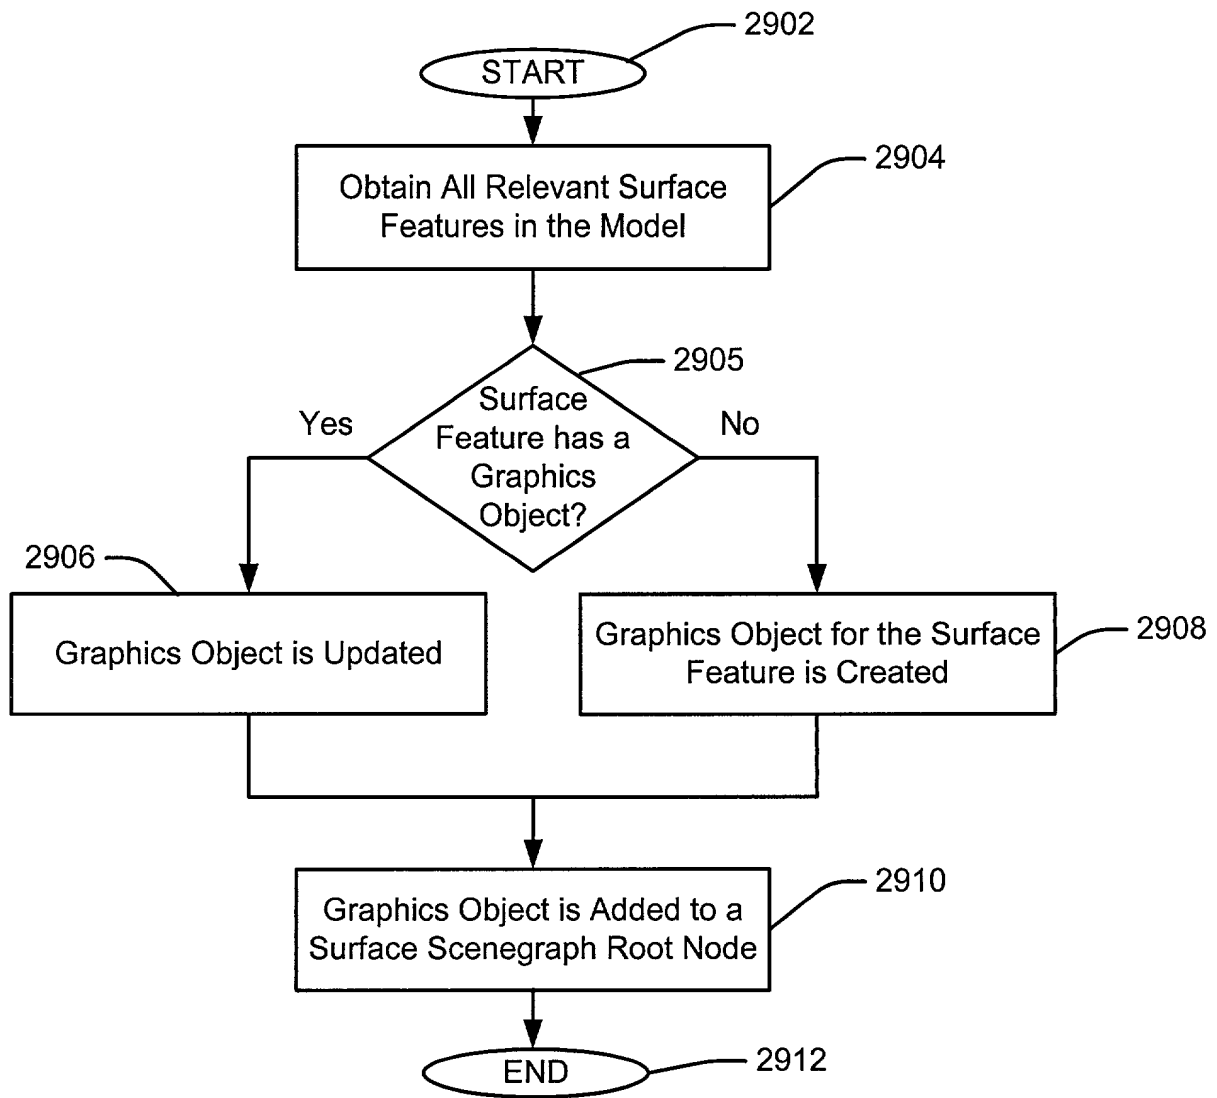 2902
START
2904
Obtain All Relevant Surface
Features in the Model
2905
Surface
Feature has a
Graphics
Object?
Yes
No
2906
Graphics Object is Updated
Graphics Object for the Surface
Feature is Created
2908
2910
Graphics Object is Added to a
Surface Scenegraph Root Node
END
2912